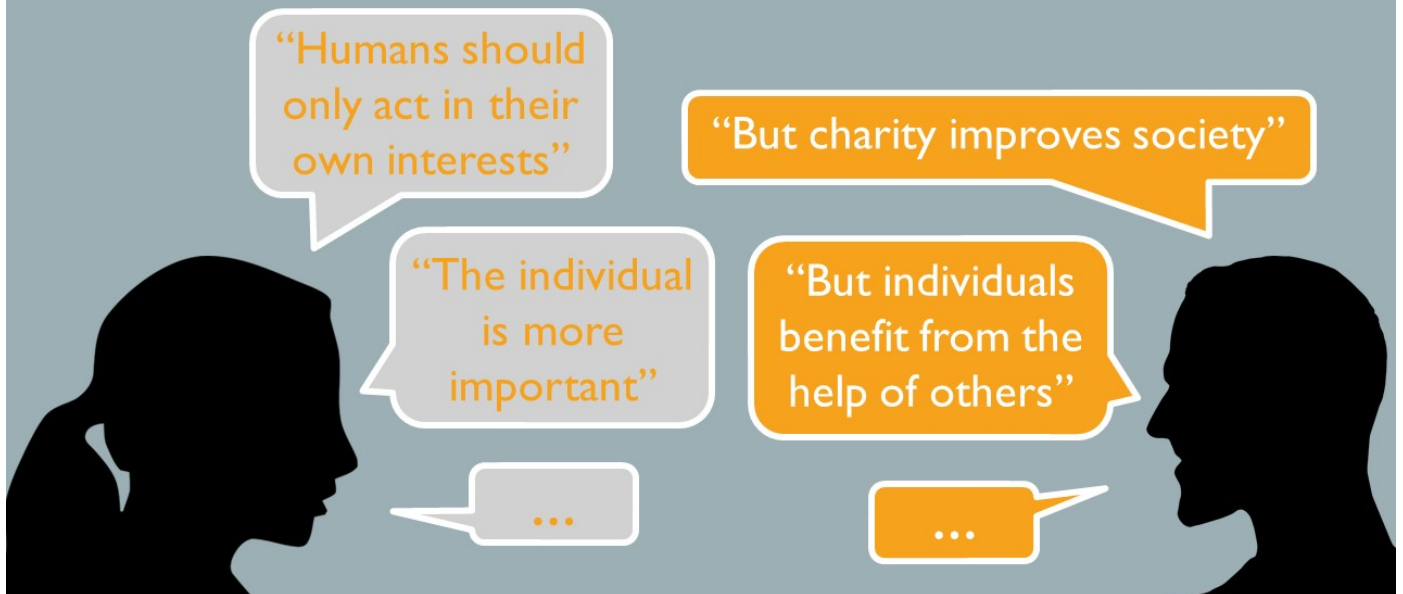 “Humans should
only act in their
own interests”
“But charity improves society”
“The individual
is more
important”
“But individuals
benefit from the
help of others”
...
...